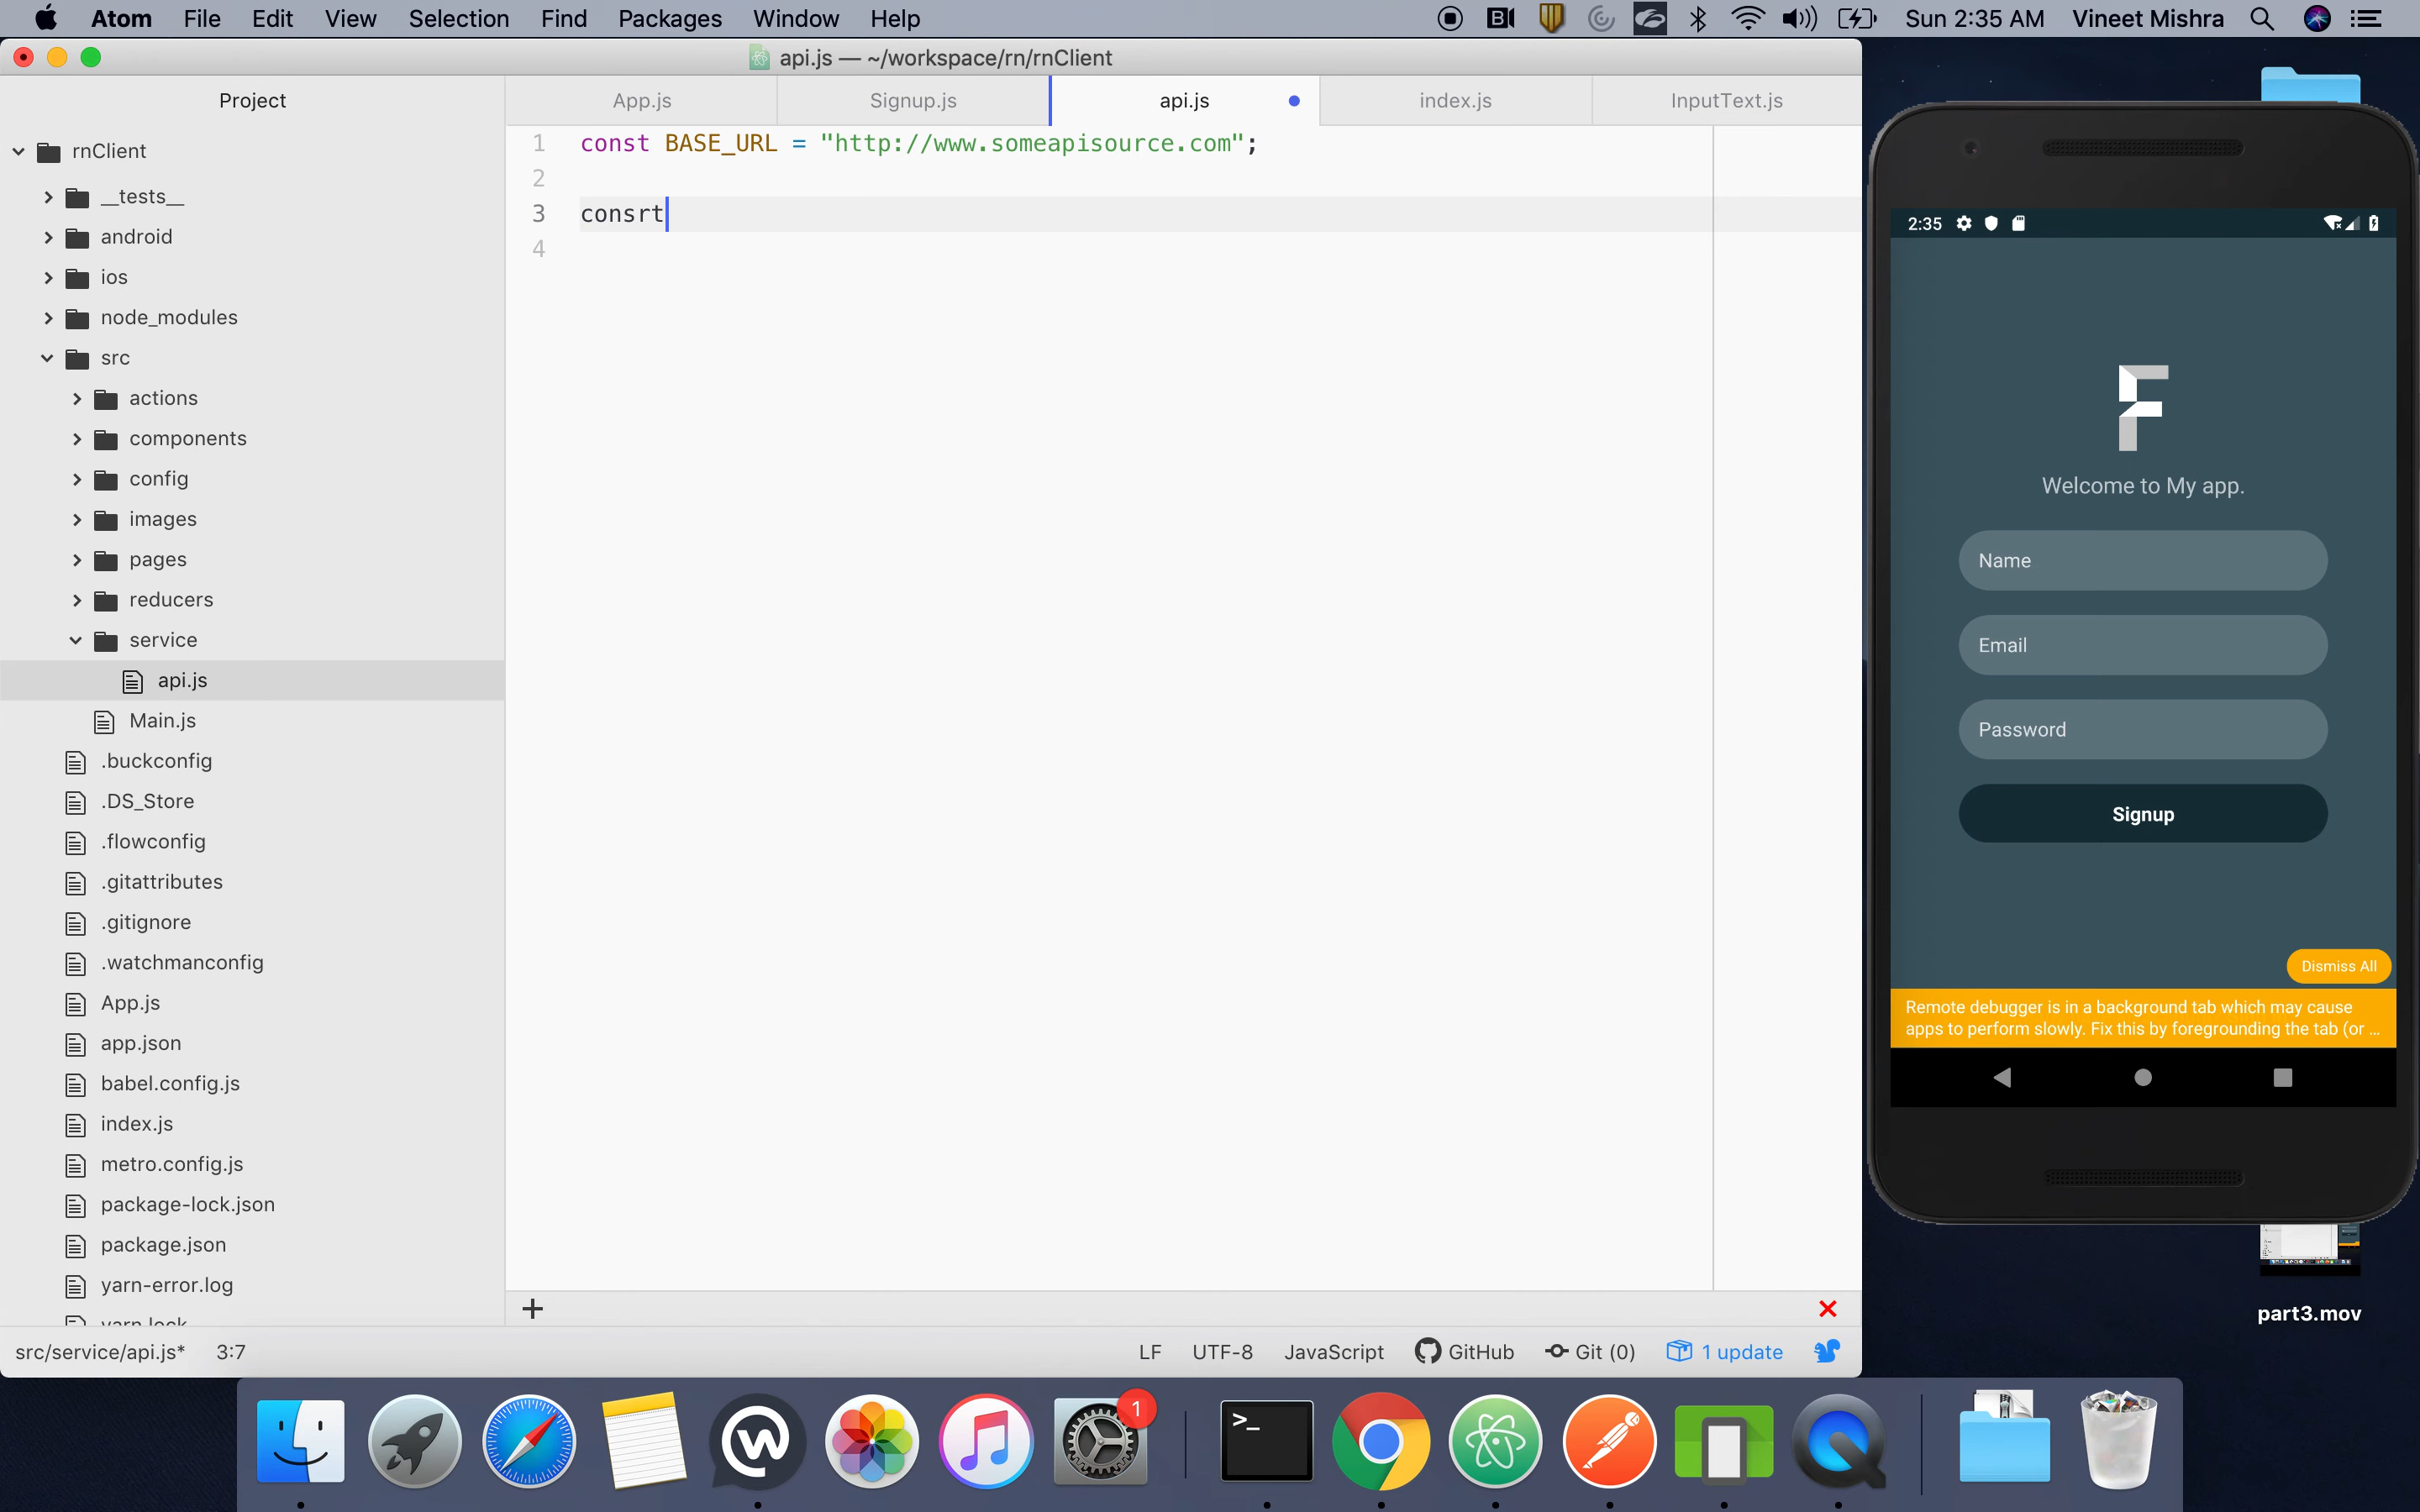 Atom File Edit View Selection Find Packages Window Help Sun 2:35 AM Vineet Mishra
api.js — ~/workspace/rn/rnClient
Project
App.js Signup.js api.js index.js InputText.js
rnClient
__tests__
android
ios
node_modules
src
actions
components
config
images
pages
reducers
service
api.js
Main.js
.buckconfig
.DS_Store
.flowconfig
.gitattributes
.gitignore
.watchmanconfig
App.js
app.json
babel.config.js
index.js
metro.config.js
package-lock.json
package.json
yarn-error.log
yarn.lock
1 const BASE_URL = "http://www.someapisource.com";
2
3 consrt
4
src/service/api.js* 3:7 LF UTF-8 JavaScript GitHub Git (0) 1 update
2:35
Welcome to My app.
Name
Email
Password
Signup
Dismiss All
Remote debugger is in a background tab which may cause
apps to perform slowly. Fix this by foregrounding the tab (or ...
part3.mov
1